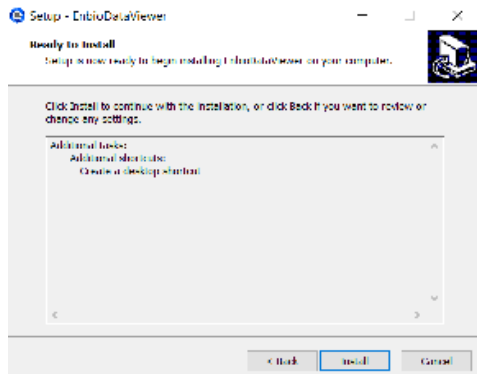 Setup - EnbioDataViewer
Ready to Install
Setup is now ready to begin installing EnbioDataViewer on your computer.
Click Install to continue with the installation, or click Back if you want to review or
change any settings.
Additional tasks:
Additional shortcuts:
Create a desktop shortcut
< Back
Install
Cancel